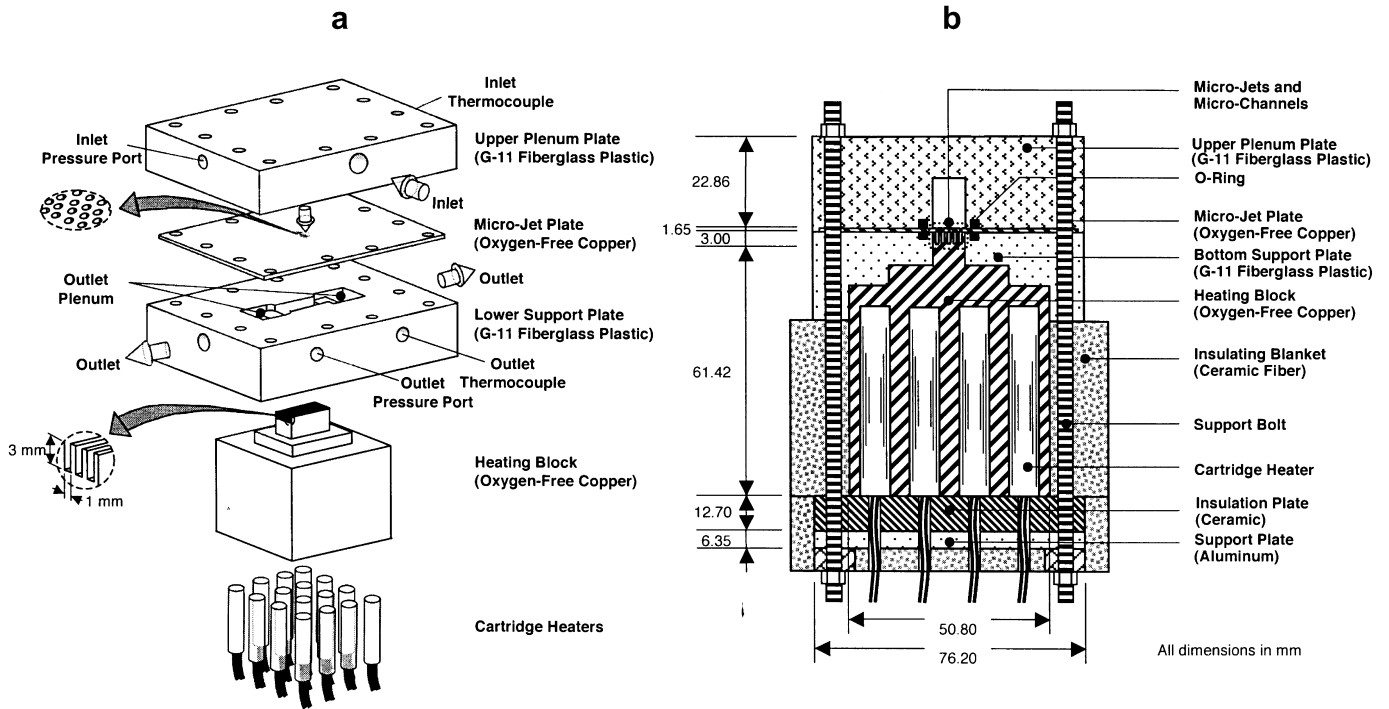 a
Inlet
Thermocouple
Inlet
Pressure Port
Upper Plenum Plate
(G-11 Fiberglass Plastic)
Inlet
Micro-Jet Plate
(Oxygen-Free Copper)
Outlet
Outlet
Plenum
Lower Support Plate
(G-11 Fiberglass Plastic)
Outlet
Outlet
Thermocouple
Outlet
Pressure Port
3 mm
1 mm
Heating Block
(Oxygen-Free Copper)
Cartridge Heaters
b
Micro-Jets and
Micro-Channels
Upper Plenum Plate
(G-11 Fiberglass Plastic)
O-Ring
Micro-Jet Plate
(Oxygen-Free Copper)
Bottom Support Plate
(G-11 Fiberglass Plastic)
Heating Block
(Oxygen-Free Copper)
Insulating Blanket
(Ceramic Fiber)
Support Bolt
Cartridge Heater
Insulation Plate
(Ceramic)
Support Plate
(Aluminum)
22.86
1.65
3.00
61.42
12.70
6.35
50.80
76.20
All dimensions in mm